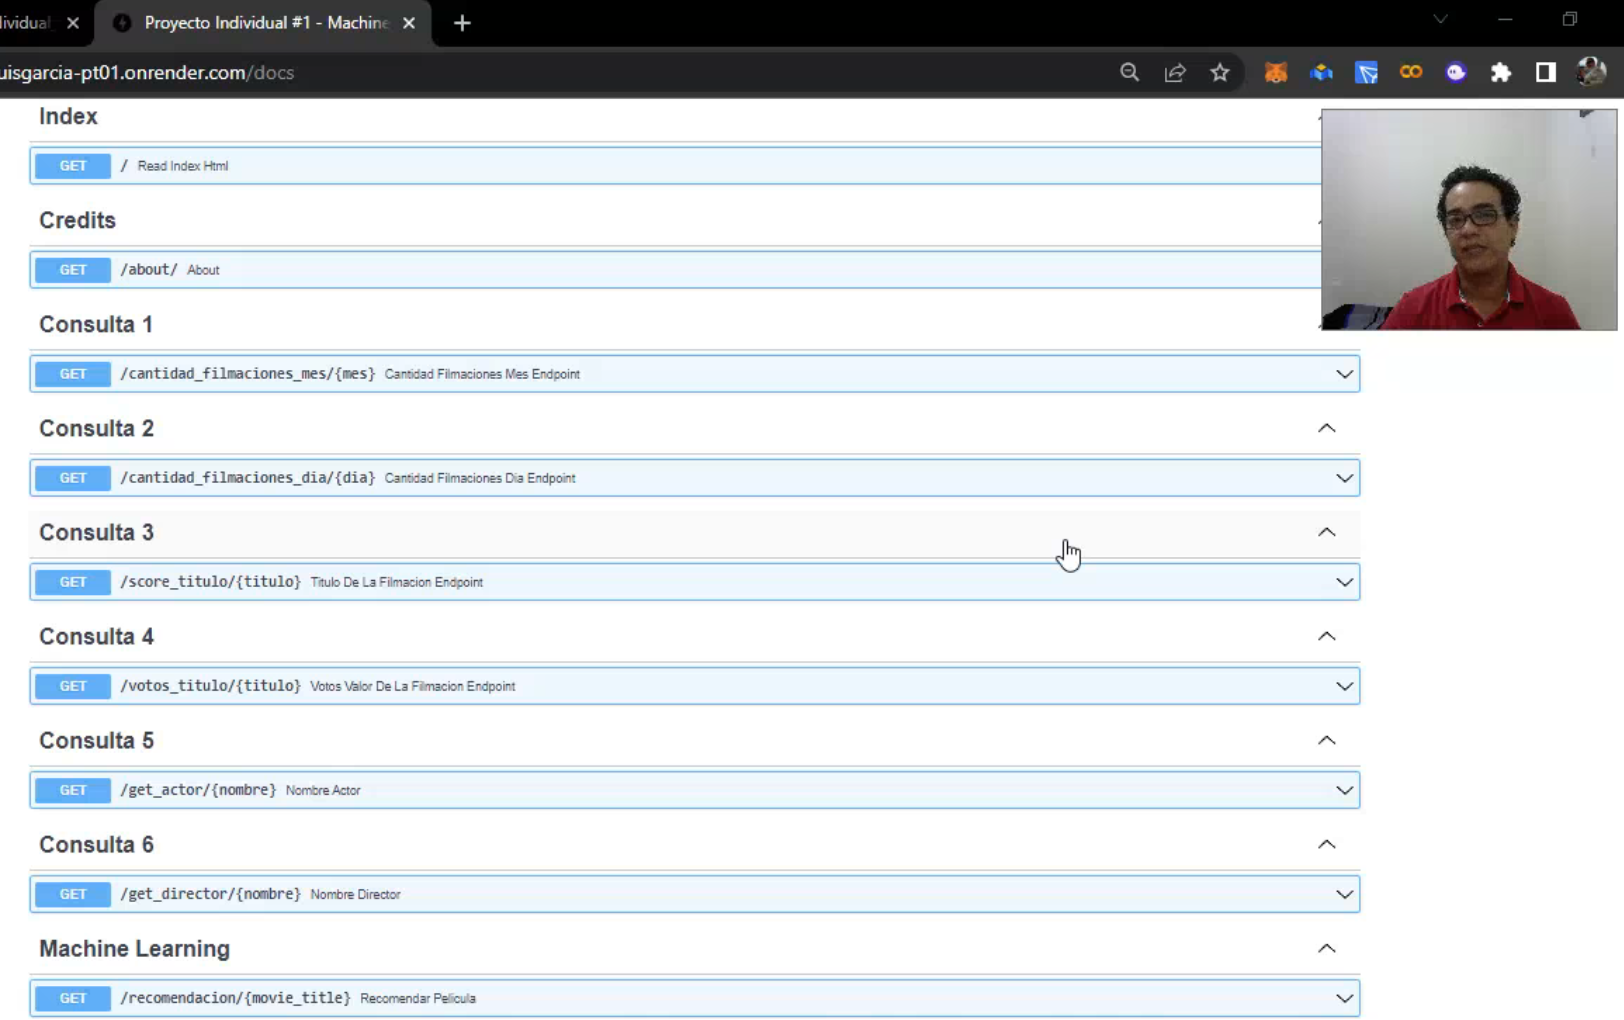 ividual
Proyecto Individual #1 - Machine
uisgarcia-pt01.onrender.com/docs
Index
GET / Read Index Html
Credits
GET /about/ About
Consulta 1
GET /cantidad_filmaciones_mes/{mes} Cantidad Filmaciones Mes Endpoint
Consulta 2
GET /cantidad_filmaciones_dia/{dia} Cantidad Filmaciones Dia Endpoint
Consulta 3
GET /score_titulo/{titulo} Titulo De La Filmacion Endpoint
Consulta 4
GET /votos_titulo/{titulo} Votos Valor De La Filmacion Endpoint
Consulta 5
GET /get_actor/{nombre} Nombre Actor
Consulta 6
GET /get_director/{nombre} Nombre Director
Machine Learning
GET /recomendacion/{movie_title} Recomendar Pelicula